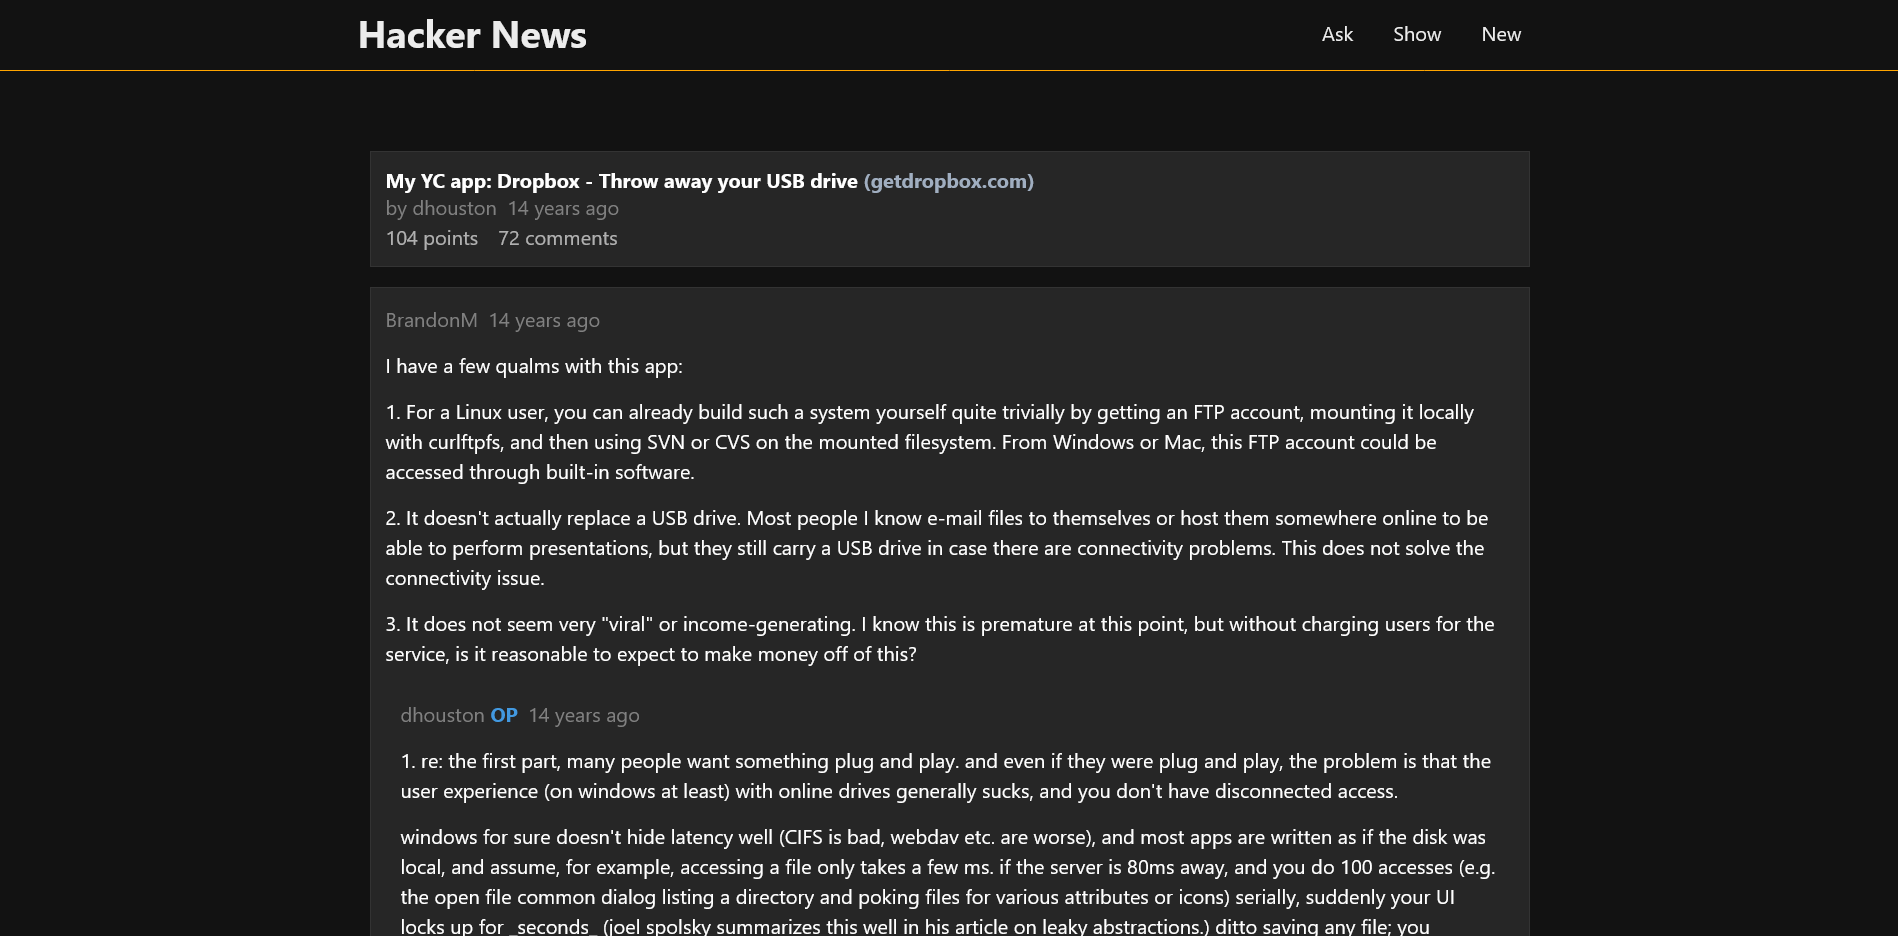 Hacker News
Ask Show New
My YC app: Dropbox - Throw away your USB drive (getdropbox.com)
by dhouston 14 years ago
104 points 72 comments
BrandonM 14 years ago
I have a few qualms with this app:
1. For a Linux user, you can already build such a system yourself quite trivially by getting an FTP account, mounting it locally
with curlftpfs, and then using SVN or CVS on the mounted filesystem. From Windows or Mac, this FTP account could be
accessed through built-in software.
2. It doesn't actually replace a USB drive. Most people I know e-mail files to themselves or host them somewhere online to be
able to perform presentations, but they still carry a USB drive in case there are connectivity problems. This does not solve the
connectivity issue.
3. It does not seem very "viral" or income-generating. I know this is premature at this point, but without charging users for the
service, is it reasonable to expect to make money off of this?
dhouston OP 14 years ago
1. re: the first part, many people want something plug and play. and even if they were plug and play, the problem is that the
user experience (on windows at least) with online drives generally sucks, and you don't have disconnected access.
windows for sure doesn't hide latency well (CIFS is bad, webdav etc. are worse), and most apps are written as if the disk was
local, and assume, for example, accessing a file only takes a few ms. if the server is 80ms away, and you do 100 accesses (e.g.
the open file common dialog listing a directory and poking files for various attributes or icons) serially, suddenly your UI
locks up for _seconds_ (joel spolsky summarizes this well in his article on leaky abstractions.) ditto saving any file; you